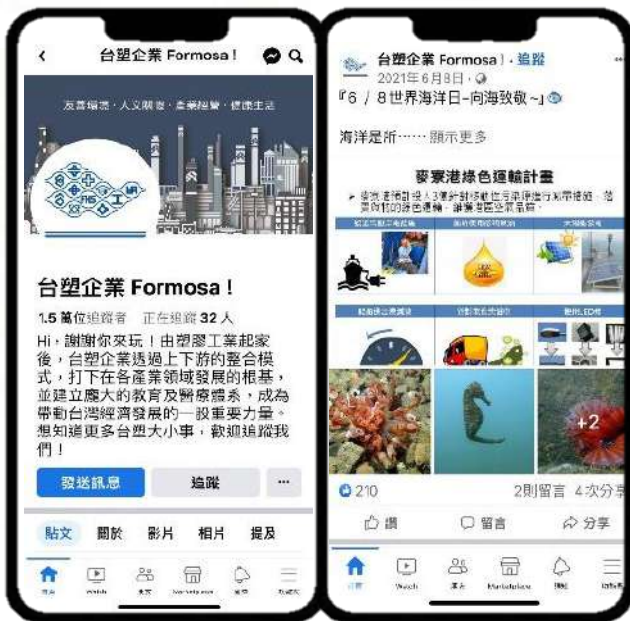 台塑企業 Formosa !
友善環境・人文關懷・產業經營・健康生活
台塑企業 Formosa !
1.5 萬位追蹤者 正在追蹤 32 人
Hi，謝謝你來玩！由塑膠工業起家
後，台塑企業透過上下游的整合模
式，打下在各產業領域發展的根基，
並建立龐大的教育及醫療體系，成為
帶動台灣經濟發展的一股重要力量。
想知道更多台塑大小事，歡迎追蹤我
們！
發送訊息 追蹤
貼文 關於 影片 相片 提及
Watch Marketplace
台塑企業 Formosa !・追蹤
2021年6月8日
『6 / 8世界海洋日-向海致敬~』
海洋是所…… 顯示更多
麥寮港綠色運輸計畫
+2
210 2則留言 4次分享
讚 留言 分享
Watch Marketplace